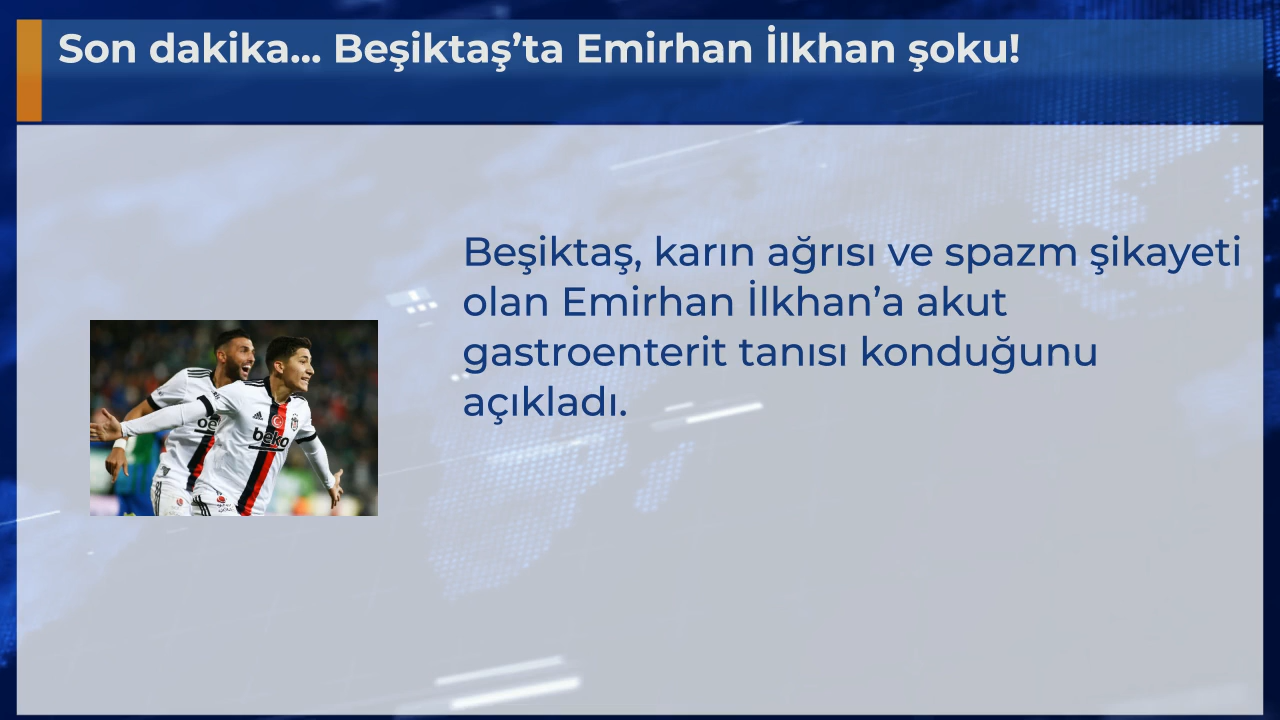 Son dakika... Beşiktaş’ta Emirhan İlkhan şoku!
Beşiktaş, karın ağrısı ve spazm şikayeti
olan Emirhan İlkhan’a akut
gastroenterit tanısı konduğunu
açıkladı.
beko